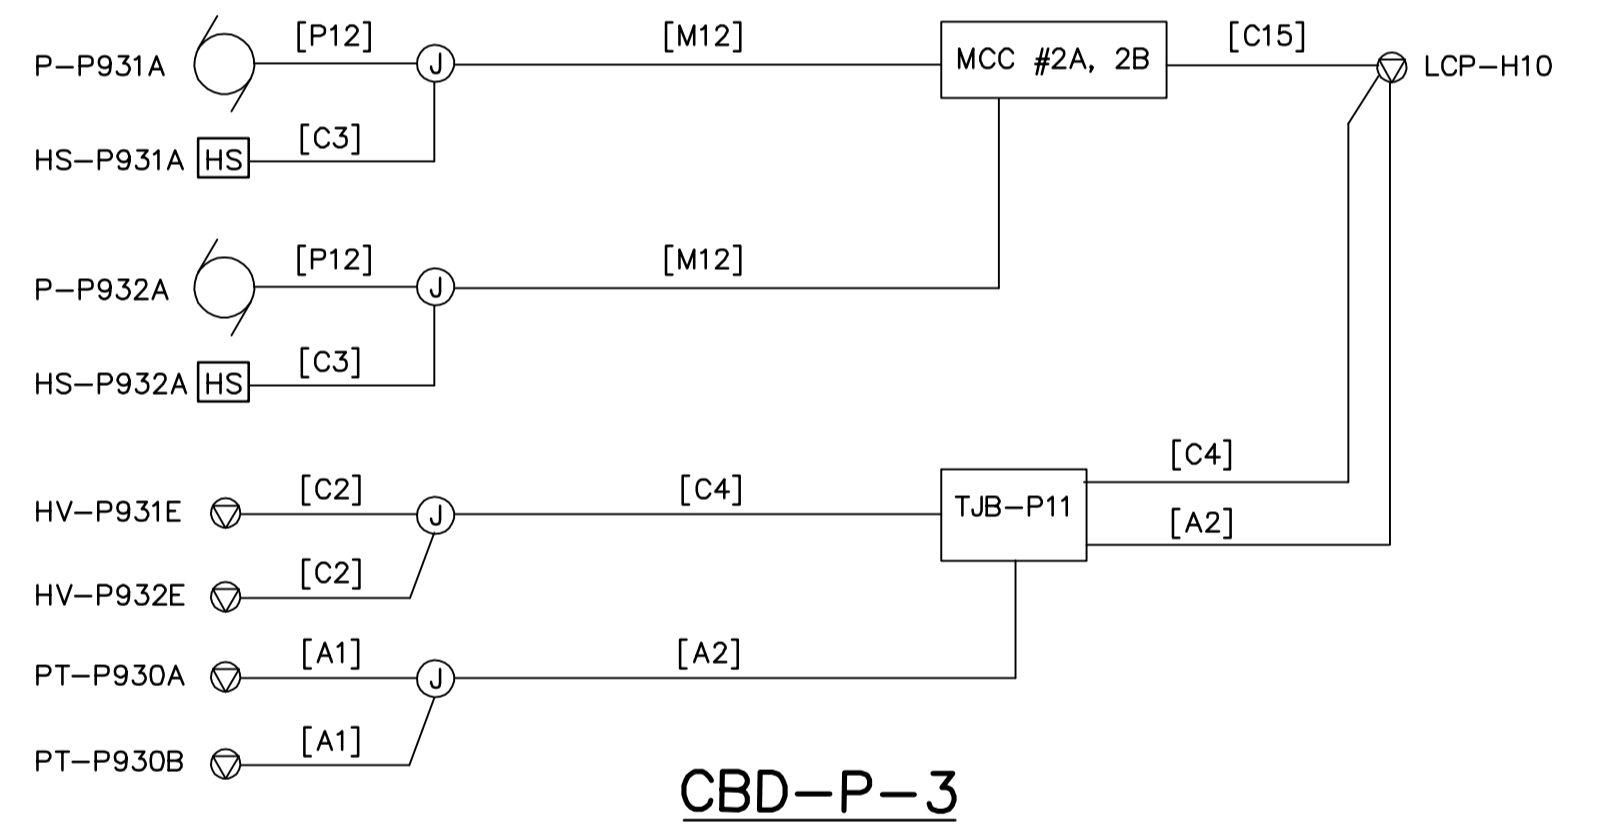 [P12]
[M12]
[C15]
P-P931A
J
MCC #2A, 2B
LCP-H10
[C3]
HS-P931A
HS
[P12]
[M12]
P-P932A
J
[C3]
HS-P932A
HS
[C4]
[C2]
[C4]
HV-P931E
J
TJB-P11
[A2]
[C2]
HV-P932E
[A1]
[A2]
PT-P930A
J
[A1]
PT-P930B
CBD-P-3